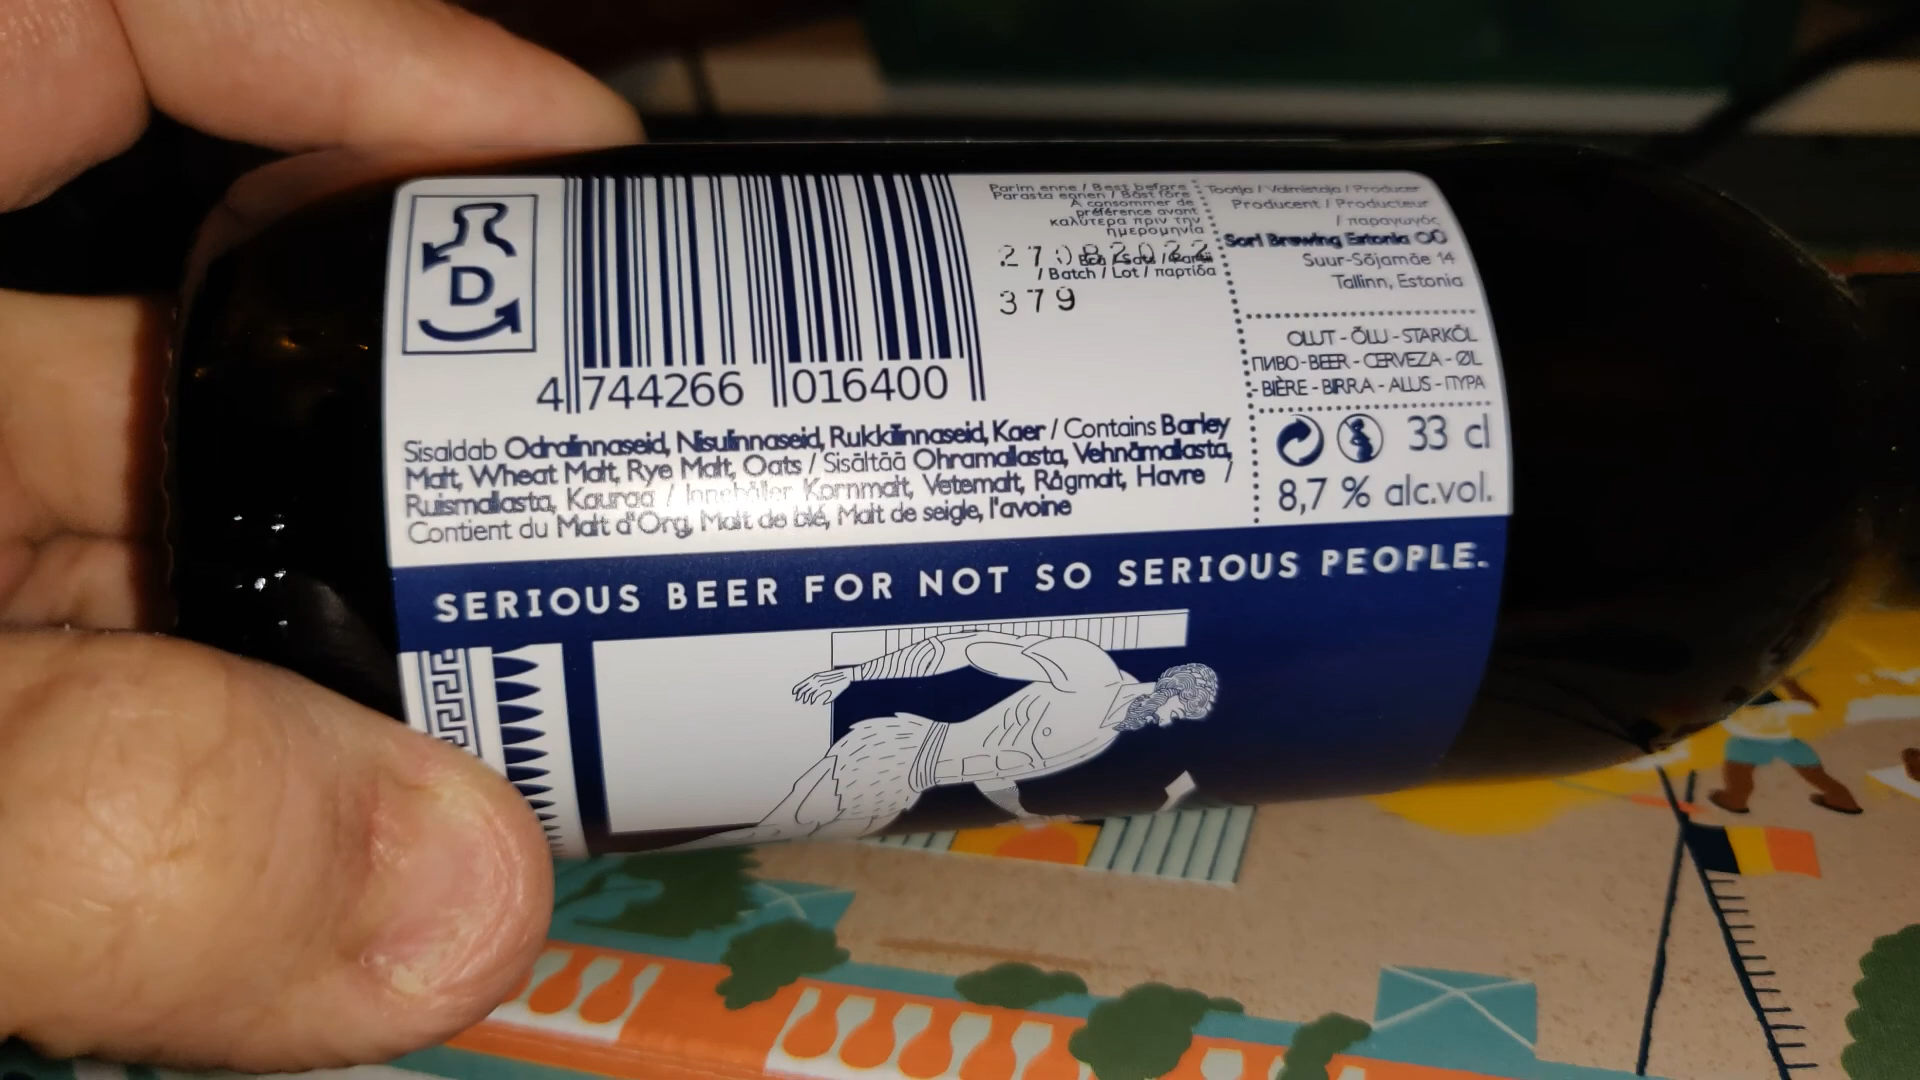 D
4 744266 016400
Parim enne / Best before
Parasta ennen / Bäst före
À consommer de
préférence avant
καλύτερα πριν την
ημερομηνία
27082022
/ Batch / Lot / παρτίδα
379
Tootja / Valmistaja / Producer
Producent / Producteur
/ παραγωγός
Sori Brewing Estonia OÜ
Suur-Sõjamäe 14
Tallinn, Estonia
OLUT - ÕLU - STARKÖL
ПИВО - BEER - CERVEZA - ØL
- BIÈRE - BIRRA - ALUS -
33 cl
8,7 % alc.vol.
Sisaldab Odralinnaseid, Nisulinnaseid, Rukkilinnaseid, Kaer / Contains Barley
Malt, Wheat Malt, Rye Malt, Oats / Sisältää Ohramallasta, Vehnämallasta,
Ruismallasta, Kauraa / Innehåller Kornmalt, Vetemalt, Rågmalt, Havre /
Contient du Malt d'Org, Malt de blé, Malt de seigle, l'avoine
SERIOUS BEER FOR NOT SO SERIOUS PEOPLE.